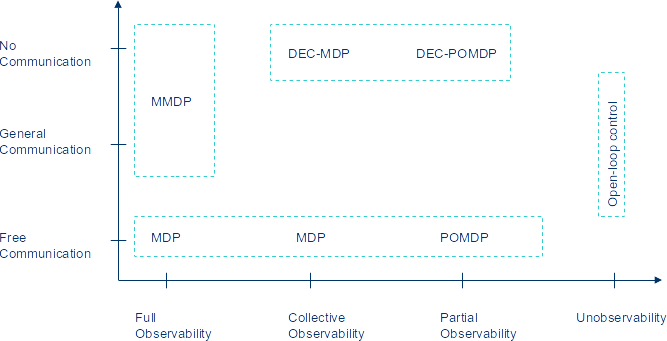 No
Communication
DEC-MDP
DEC-POMDP
MMDP
Open-loop control
General
Communication
Free
Communication
MDP
MDP
POMDP
Full
Observability
Collective
Observability
Partial
Observability
Unobservability